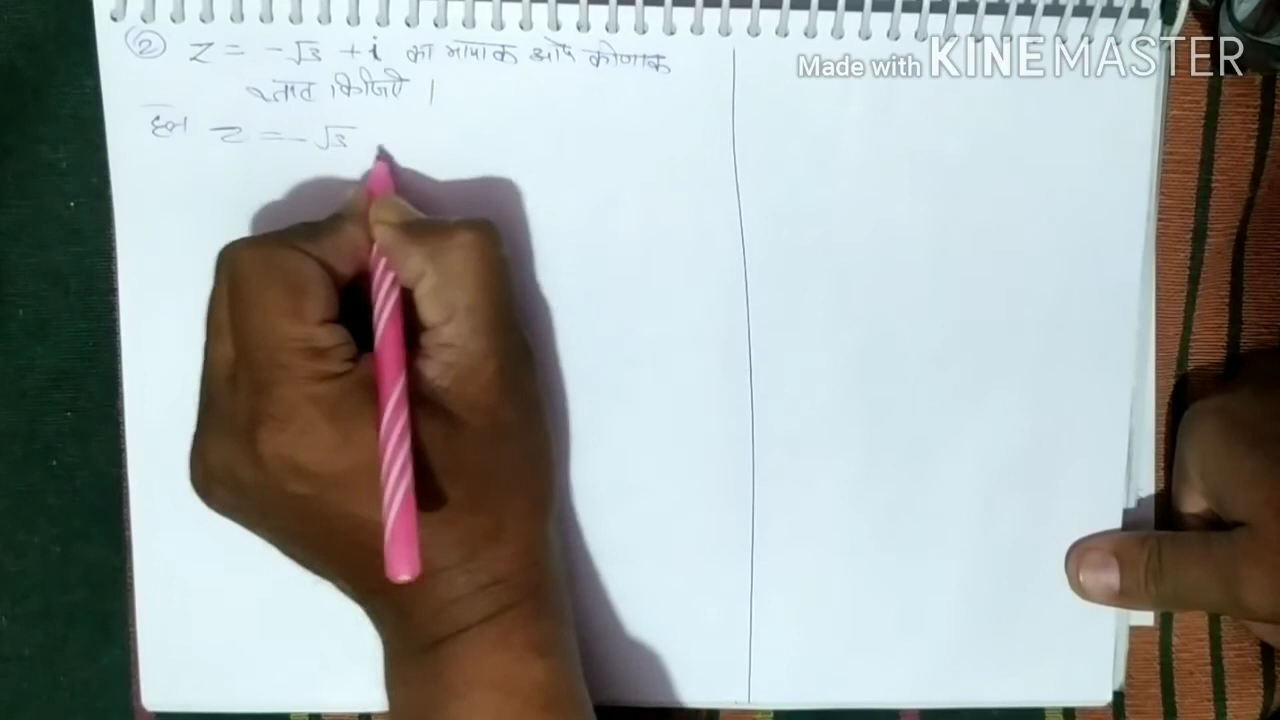 ② z = -√3 + i का मापांक और कोणांक
ज्ञात कीजिए ।
हल z = -√3
Made with KINEMASTER